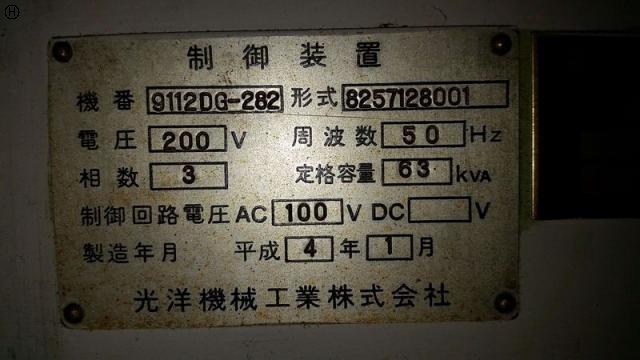 Ⓗ
制御装置
機番 9112DG-282 形式 8257128001
電圧 200 V 周波数 50 Hz
相数 3 定格容量 63 kVA
制御回路電圧 AC 100 V DC V
製造年月 平成 4 年 1 月
光洋機械工業株式会社